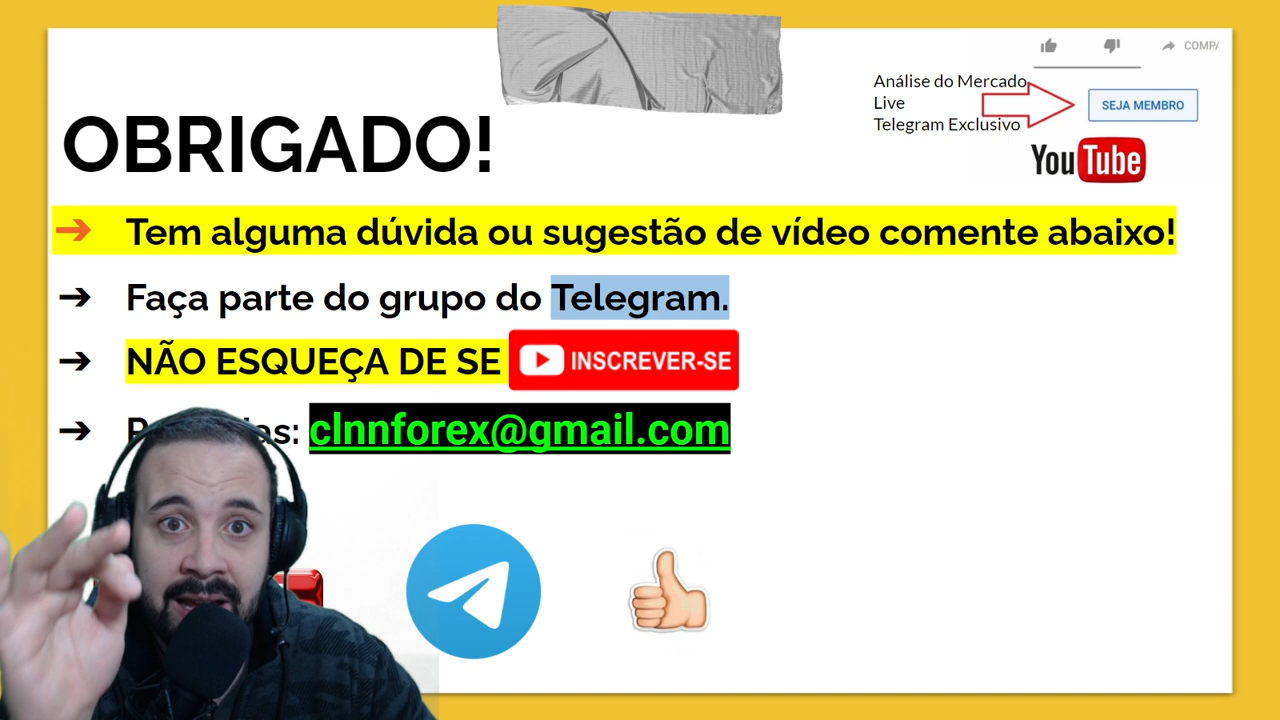 COMPA
Análise do Mercado
Live
Telegram Exclusivo
SEJA MEMBRO
YouTube
OBRIGADO!
➔ Tem alguma dúvida ou sugestão de vídeo comente abaixo!
➔ Faça parte do grupo do Telegram.
➔ NÃO ESQUEÇA DE SE INSCREVER-SE
➔ clnnforex@gmail.com